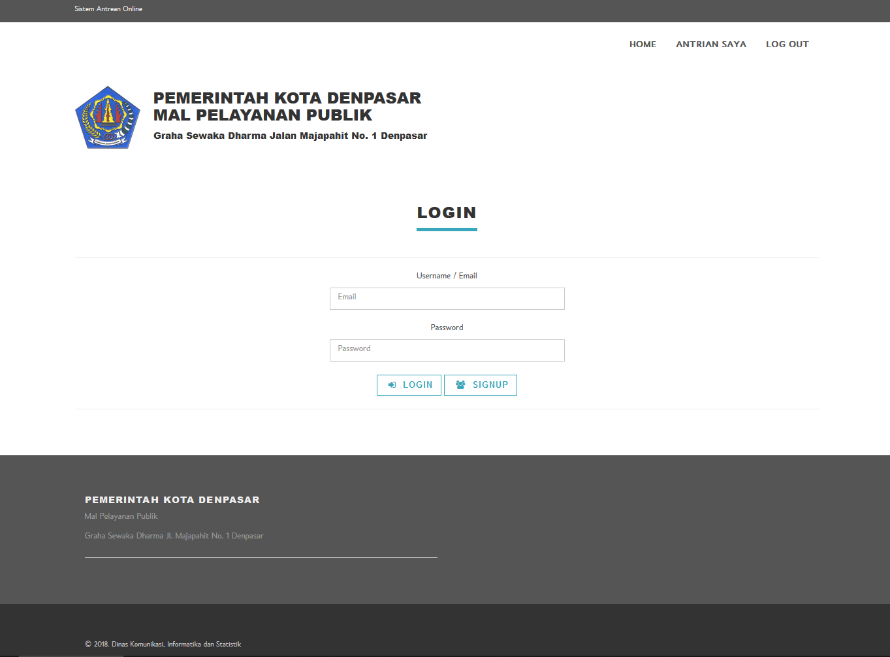 Sistem Antrean Online
HOME ANTRIAN SAYA LOG OUT
PEMERINTAH KOTA DENPASAR
MAL PELAYANAN PUBLIK
Graha Sewaka Dharma Jalan Majapahit No. 1 Denpasar
LOGIN
Username / Email
Email
Password
Password
LOGIN SIGNUP
PEMERINTAH KOTA DENPASAR
Mal Pelayanan Publik
Graha Sewaka Dharma Jl. Majapahit No. 1 Denpasar
© 2018. Dinas Komunikasi, Informatika dan Statistik